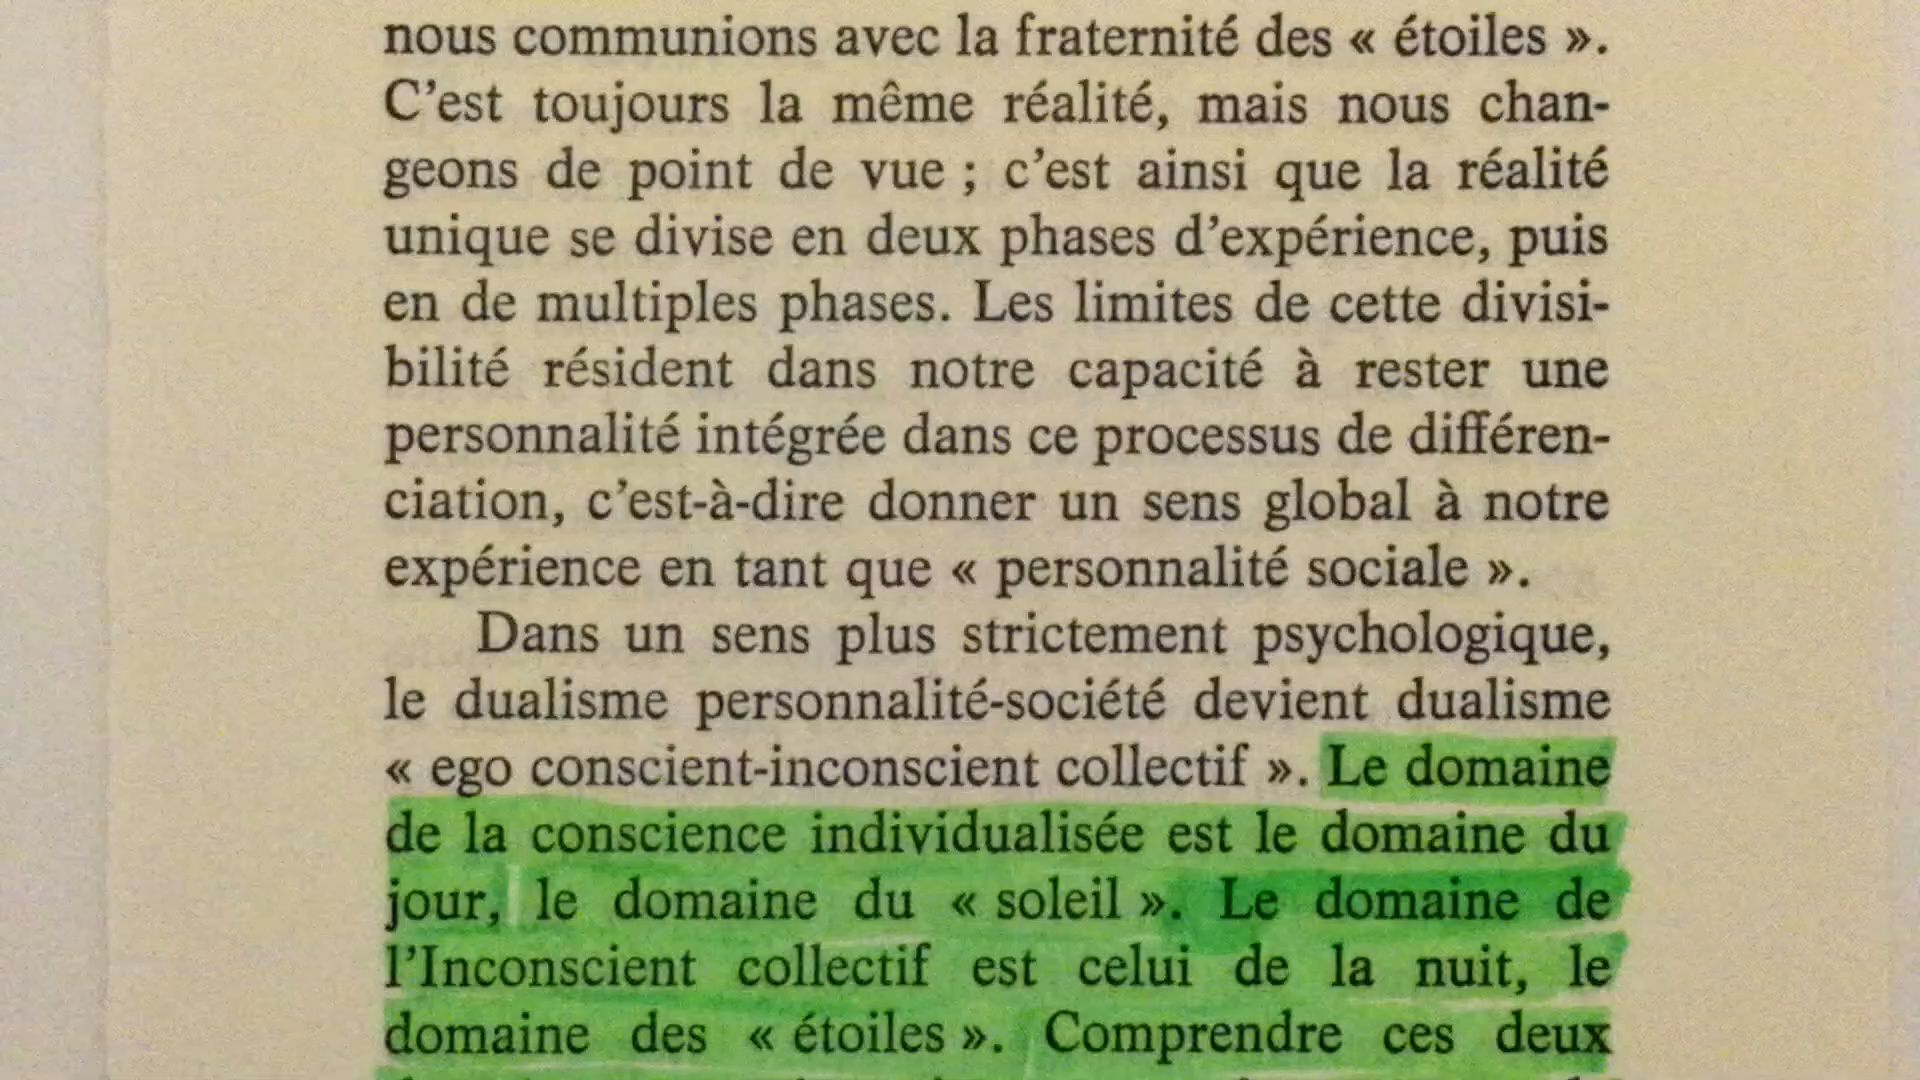 nous communions avec la fraternité des « étoiles ».
C’est toujours la même réalité, mais nous chan-
geons de point de vue ; c’est ainsi que la réalité
unique se divise en deux phases d’expérience, puis
en de multiples phases. Les limites de cette divisi-
bilité résident dans notre capacité à rester une
personnalité intégrée dans ce processus de différen-
ciation, c’est-à-dire donner un sens global à notre
expérience en tant que « personnalité sociale ».
Dans un sens plus strictement psychologique,
le dualisme personnalité-société devient dualisme
« ego conscient-inconscient collectif ». Le domaine
de la conscience individualisée est le domaine du
jour, le domaine du « soleil ». Le domaine de
l’Inconscient collectif est celui de la nuit, le
domaine des « étoiles ». Comprendre ces deux